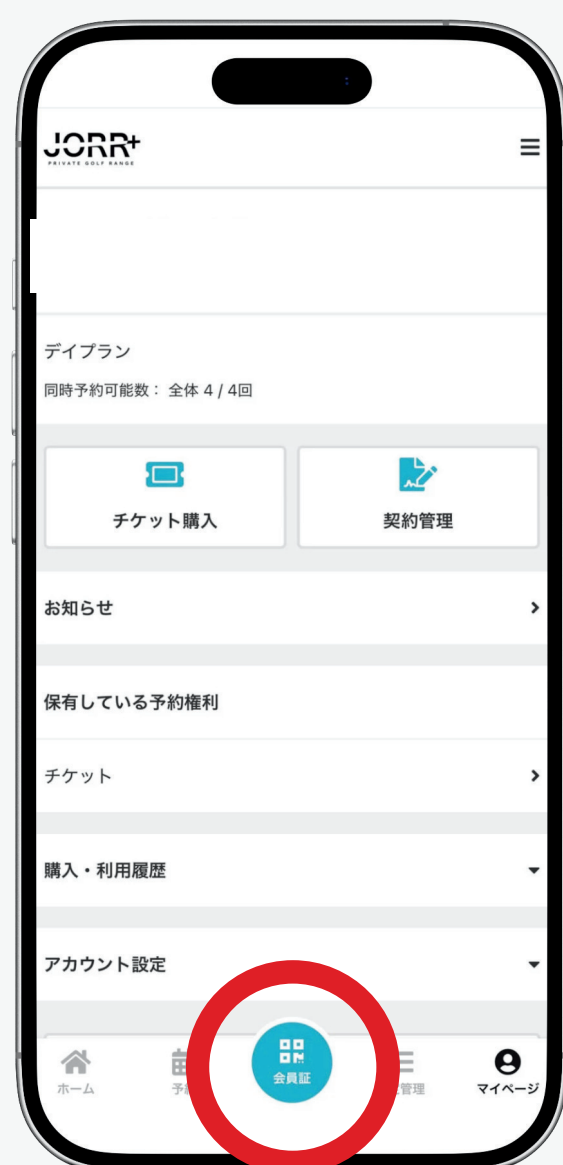 JORR+
PRIVATE GOLF RANGE
デイプラン
同時予約可能数： 全体 4 / 4回
チケット購入
契約管理
お知らせ
保有している予約権利
チケット
購入・利用履歴
アカウント設定
ホーム
予
会員証
管理
マイページ